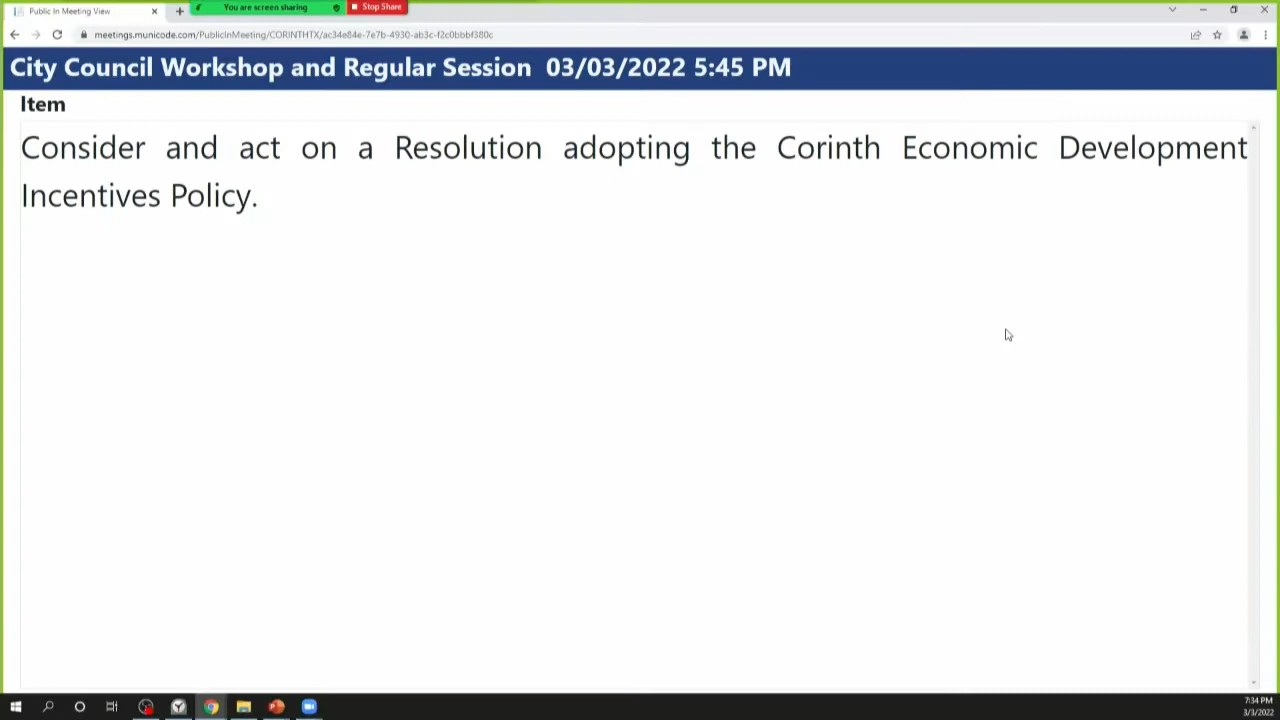 Public In Meeting View
You are screen sharing
Stop Share
meetings.municode.com/PublicInMeeting/CORINTHTX/ac34e84e-7e7b-4930-ab3c-f2c0bbbf380c
City Council Workshop and Regular Session 03/03/2022 5:45 PM
Item
Consider and act on a Resolution adopting the Corinth Economic Development
Incentives Policy.
7:34 PM
3/3/2022